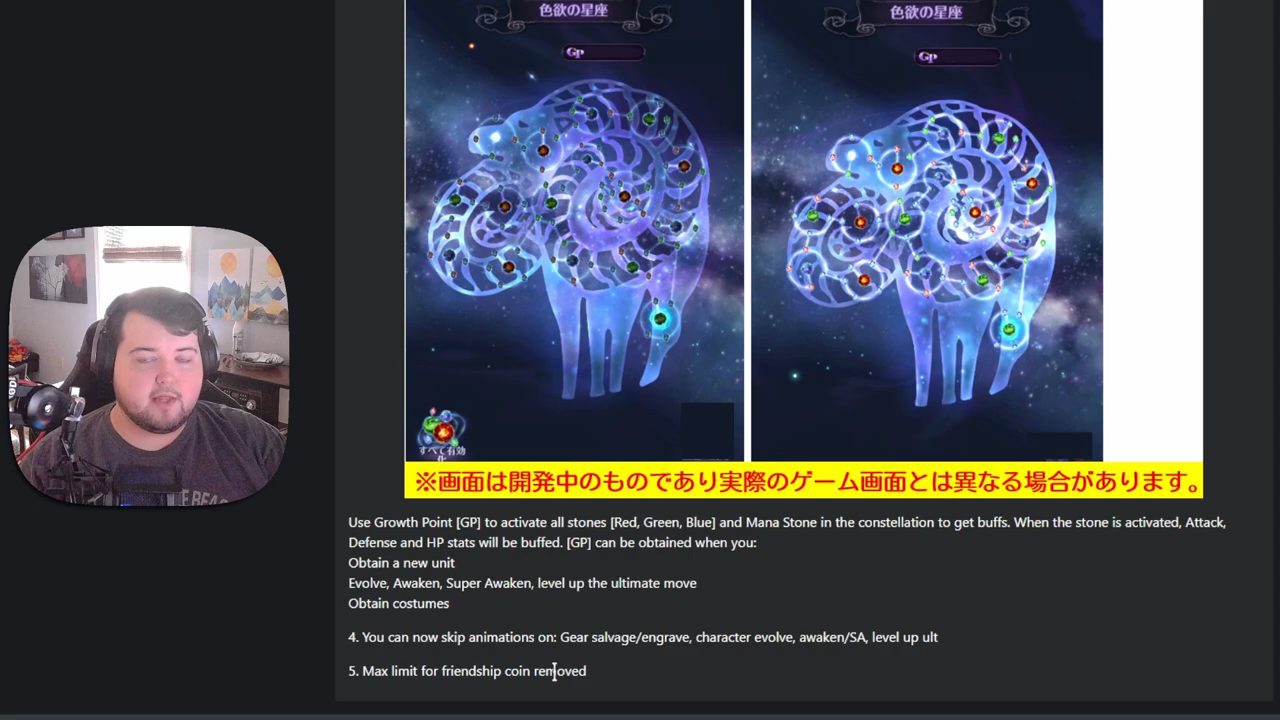 色欲の星座
色欲の星座
Gp
Gp
すべて有効
化
※画面は開発中のものであり実際のゲーム画面とは異なる場合があります。
Use Growth Point [GP] to activate all stones [Red, Green, Blue] and Mana Stone in the constellation to get buffs. When the stone is activated, Attack,
Defense and HP stats will be buffed. [GP] can be obtained when you:
Obtain a new unit
Evolve, Awaken, Super Awaken, level up the ultimate move
Obtain costumes
4. You can now skip animations on: Gear salvage/engrave, character evolve, awaken/SA, level up ult
5. Max limit for friendship coin removed